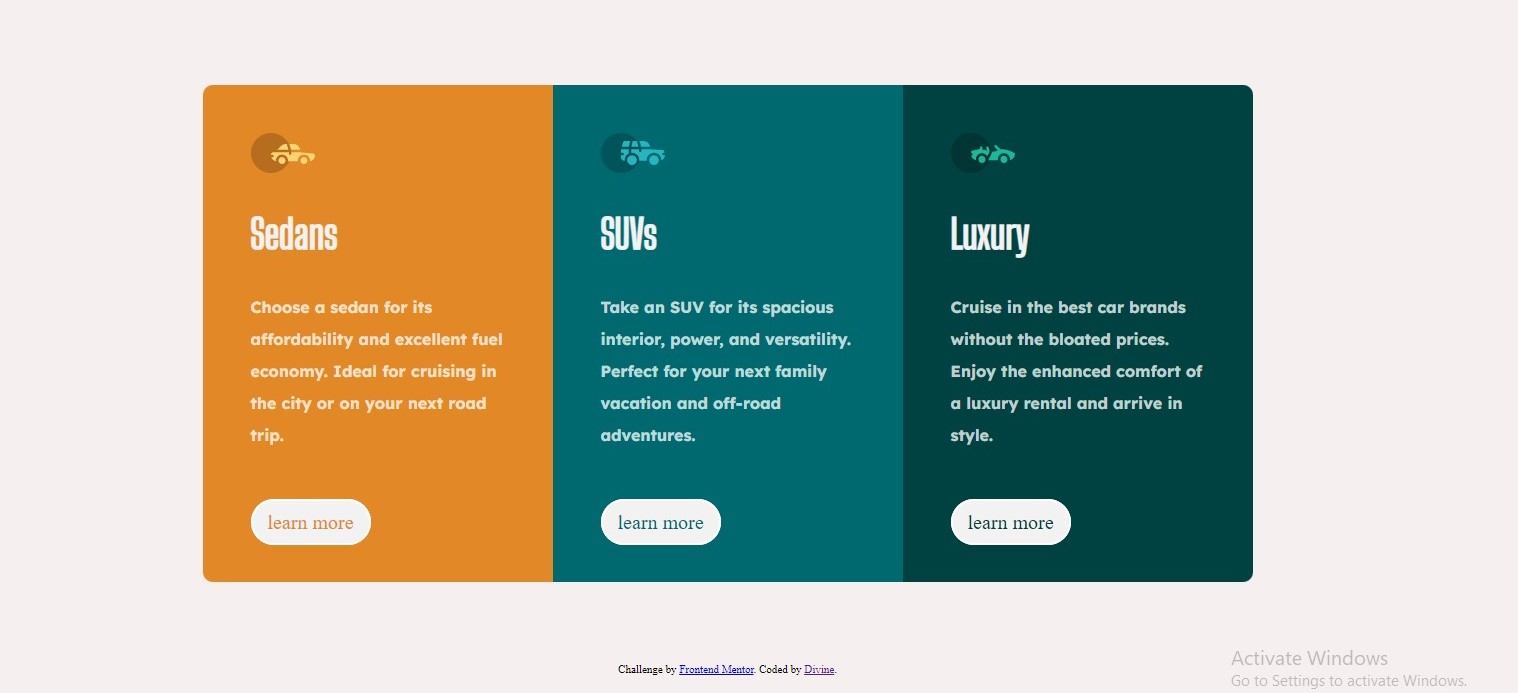 Sedans
Choose a sedan for its
affordability and excellent fuel
economy. Ideal for cruising in
the city or on your next road
trip.
learn more
SUVs
Take an SUV for its spacious
interior, power, and versatility.
Perfect for your next family
vacation and off-road
adventures.
learn more
Luxury
Cruise in the best car brands
without the bloated prices.
Enjoy the enhanced comfort of
a luxury rental and arrive in
style.
learn more
Challenge by Frontend Mentor. Coded by Divine.
Activate Windows
Go to Settings to activate Windows.